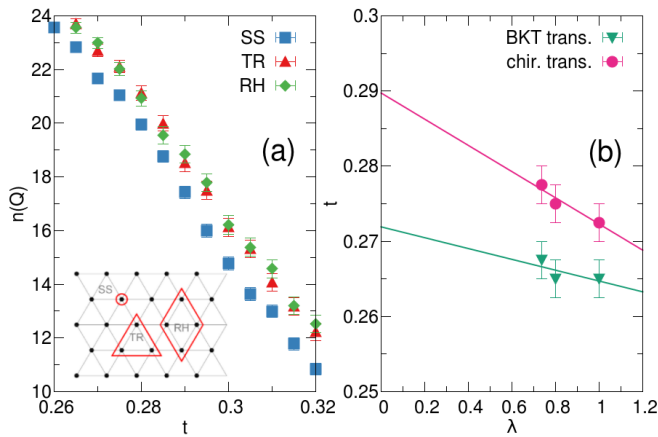 24
22
20
18
16
14
12
10
n(Q)
SS
TR
RH
(a)
SS
TR
RH
0.26
0.28
0.3
0.32
t
0.3
0.29
0.28
0.27
0.26
0.25
t
BKT trans.
chir. trans.
(b)
0
0.2
0.4
0.6
0.8
1
1.2
λ